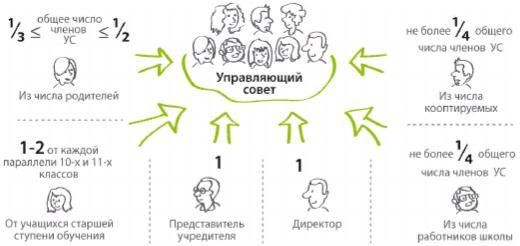 1/3 ≤ общее число членов УС ≤ 1/2
Из числа родителей
Управляющий
совет
не более 1/4 общего
числа членов УС
Из числа
кооптируемых
1-2 от каждой
параллели 10-х и 11-х
классов
От учащихся старшей
ступени обучения
1
Представитель
учредителя
1
Директор
не более 1/4 общего
числа членов УС
Из числа
работников школы